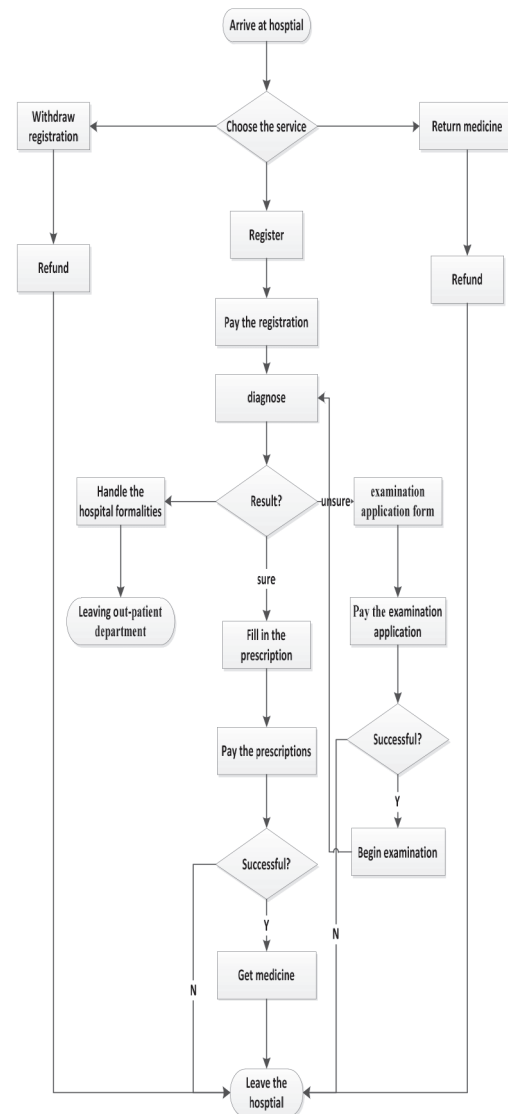 Arrive at hosptial
Withdraw
registration
Choose the service
Return medicine
Register
Refund
Refund
Pay the registration
diagnose
Handle the
hospital formalities
Result?
unsure
examination
application form
sure
Leaving out-patient
department
Fill in the
prescription
Pay the examination
application
Pay the prescriptions
Successful?
Y
Successful?
Begin examination
Y
N
Get medicine
N
Leave the
hosptial